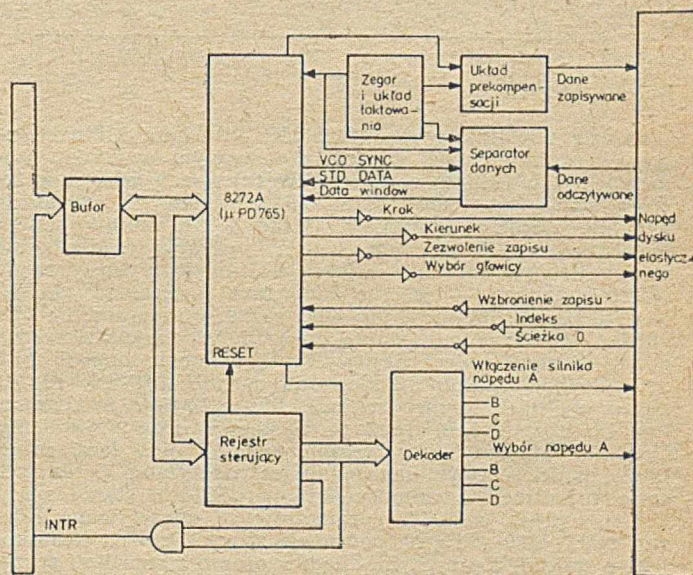 Układ
prekompen-
sacji
Dane
zapisywane
Zegar
i układ
taktowa-
nia
Separator
danych
Dane
odczytywane
VCO SYNC
STD DATA
Data window
8272A
(μPD765)
Bufor
Krok
Kierunek
Zezwolenie zapisu
Wybór głowicy
Napęd
dysku
elastycz-
nego
Wzbronienie zapisu
Indeks
Ścieżka 0
RESET
Włączenie silnika
napędu A
B
C
D
Wybór napędu A
B
C
D
Dekoder
Rejestr
sterujący
INTR